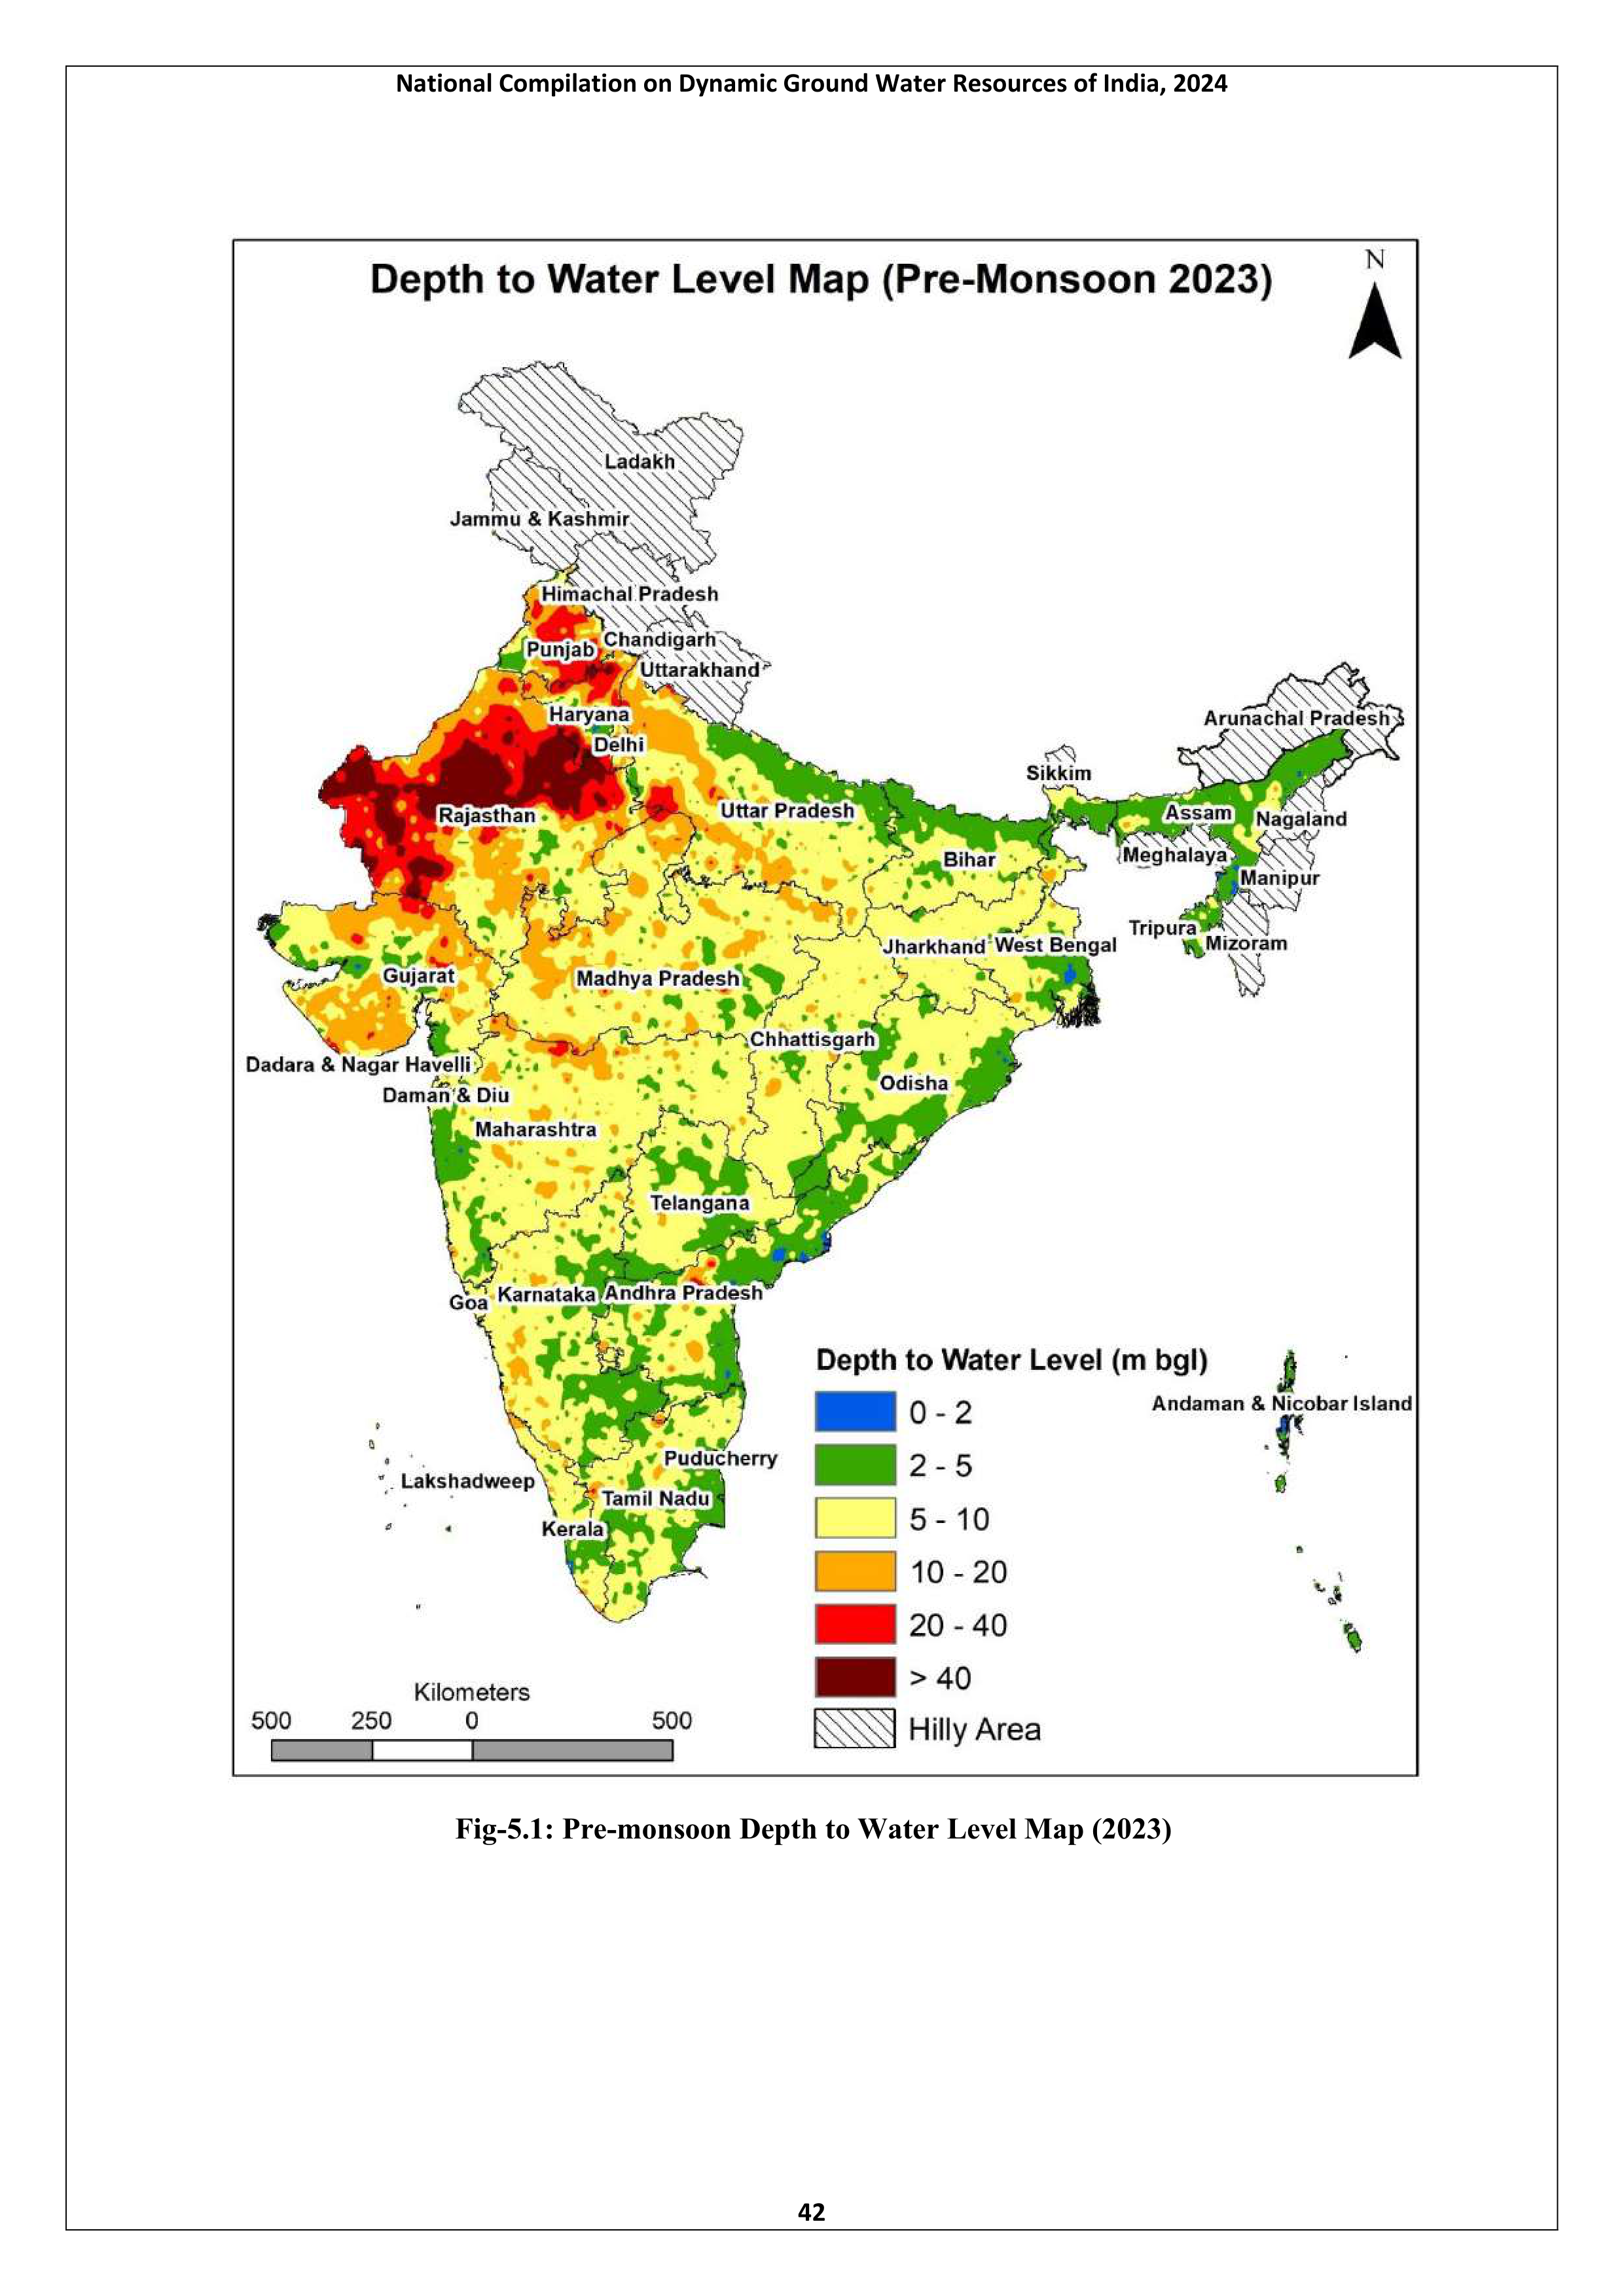 National Compilation on Dynamic Ground Water Resources of India, 2024
Depth to Water Level Map (Pre-Monsoon 2023)
N
Ladakh
Jammu & Kashmir
Himachal Pradesh
Chandigarh
Punjab
Uttarakhand
Haryana
Delhi
Arunachal Pradesh
Sikkim
Rajasthan
Uttar Pradesh
Assam
Nagaland
Bihar
Meghalaya
Manipur
Tripura
Mizoram
Jharkhand
West Bengal
Gujarat
Madhya Pradesh
Chhattisgarh
Dadara & Nagar Havelli
Odisha
Daman & Diu
Maharashtra
Telangana
Goa
Karnataka
Andhra Pradesh
Depth to Water Level (m bgl)
0 - 2
2 - 5
5 - 10
10 - 20
20 - 40
> 40
Hilly Area
Andaman & Nicobar Island
Puducherry
Lakshadweep
Tamil Nadu
Kerala
Kilometers
500 250 0 500
Fig-5.1: Pre-monsoon Depth to Water Level Map (2023)
42